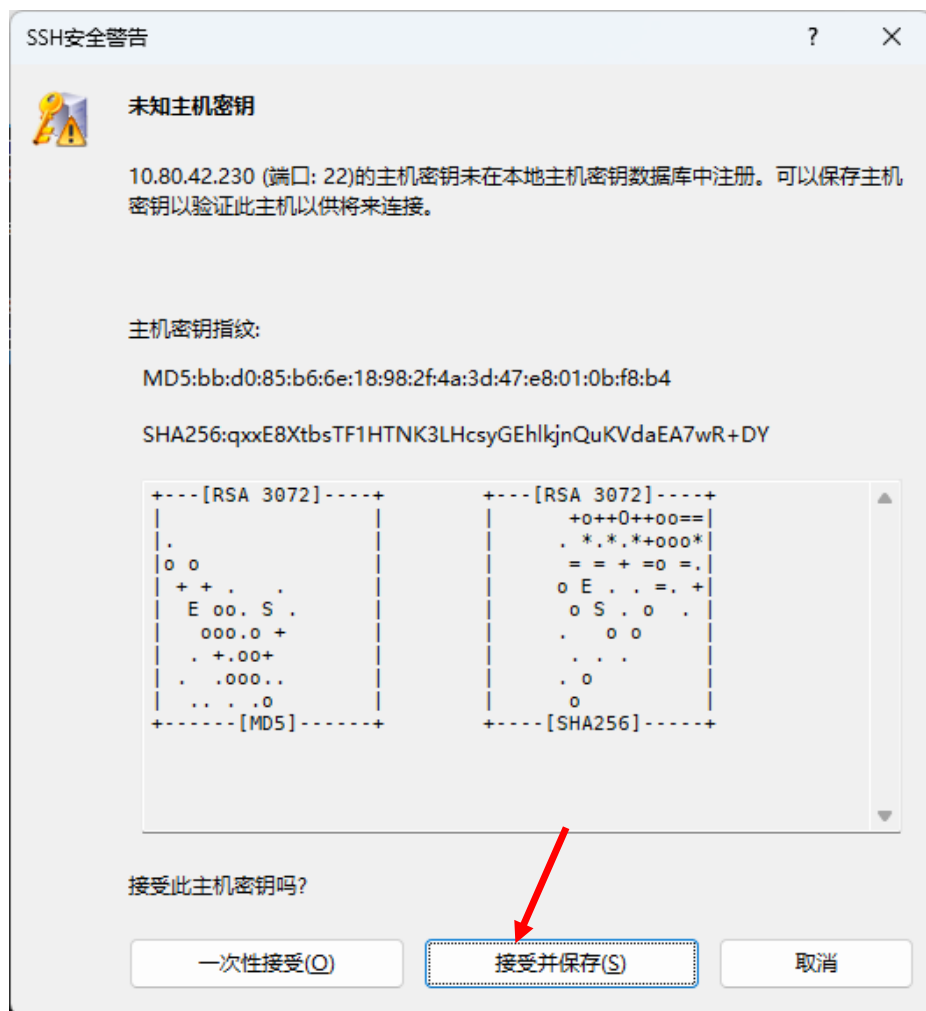 SSH安全警告
未知主机密钥
10.80.42.230 (端口: 22)的主机密钥未在本地主机密钥数据库中注册。可以保存主机
密钥以验证此主机以供将来连接。
主机密钥指纹:
MD5:bb:d0:85:b6:6e:18:98:2f:4a:3d:47:e8:01:0b:f8:b4
SHA256:qxxE8XtbsTF1HTNK3LHcsyGEhlkjnQuKVdaEA7wR+DY
+---[RSA 3072]----+         +---[RSA 3072]----+
|                 |         |      +o++O++oo==|
|.                |         |     . *.*.*+ooo*|
|o o              |         |      = = + =o =.|
| + + .   .       |         |     o E . . =. +|
|  E oo. S .      |         |      o S . o  . |
|   ooo.o +       |         |     .   o o     |
|  . +.oo+        |         |      . . .      |
| .  .ooo..       |         |     . o         |
|  .. . .o        |         |      o          |
+------[MD5]------+         +----[SHA256]-----+
接受此主机密钥吗?
一次性接受(O) 接受并保存(S) 取消